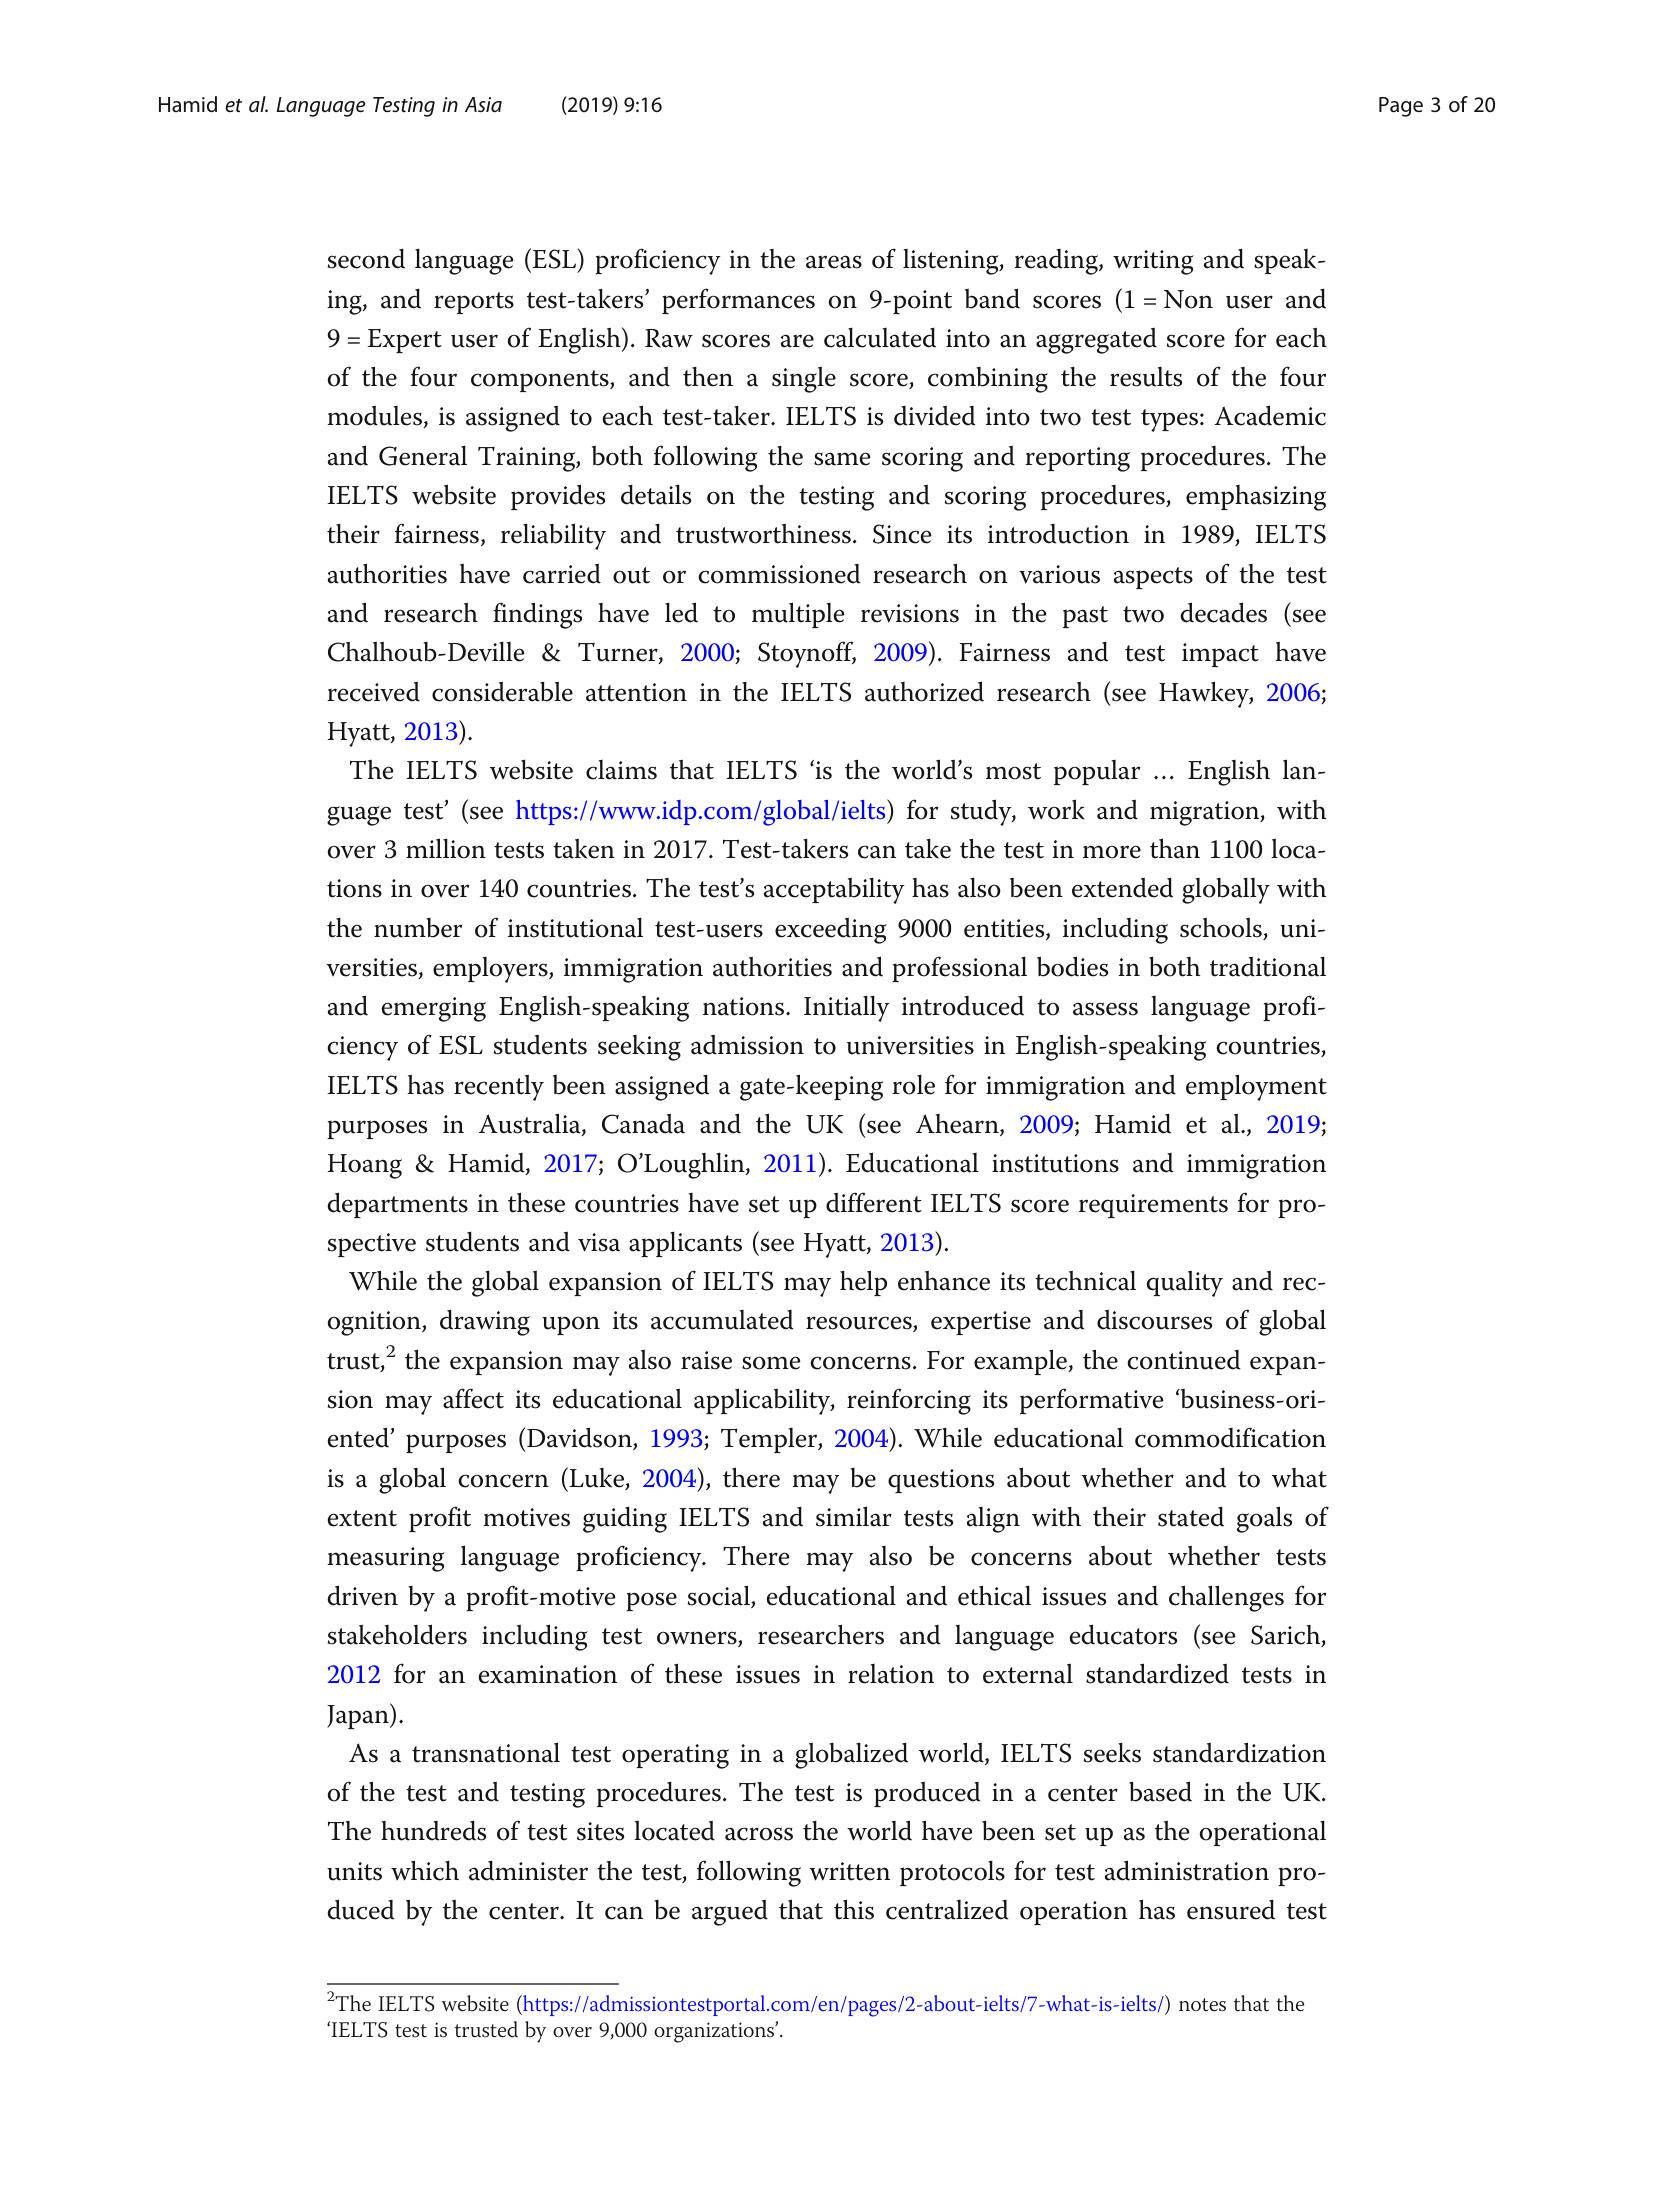 Hamid et al. Language Testing in Asia (2019) 9:16 Page 3 of 20
second language (ESL) proficiency in the areas of listening, reading, writing and speak-
ing, and reports test-takers’ performances on 9-point band scores (1 = Non user and
9 = Expert user of English). Raw scores are calculated into an aggregated score for each
of the four components, and then a single score, combining the results of the four
modules, is assigned to each test-taker. IELTS is divided into two test types: Academic
and General Training, both following the same scoring and reporting procedures. The
IELTS website provides details on the testing and scoring procedures, emphasizing
their fairness, reliability and trustworthiness. Since its introduction in 1989, IELTS
authorities have carried out or commissioned research on various aspects of the test
and research findings have led to multiple revisions in the past two decades (see
Chalhoub-Deville & Turner, 2000; Stoynoff, 2009). Fairness and test impact have
received considerable attention in the IELTS authorized research (see Hawkey, 2006;
Hyatt, 2013).
The IELTS website claims that IELTS ‘is the world’s most popular … English lan-
guage test’ (see https://www.idp.com/global/ielts) for study, work and migration, with
over 3 million tests taken in 2017. Test-takers can take the test in more than 1100 loca-
tions in over 140 countries. The test’s acceptability has also been extended globally with
the number of institutional test-users exceeding 9000 entities, including schools, uni-
versities, employers, immigration authorities and professional bodies in both traditional
and emerging English-speaking nations. Initially introduced to assess language profi-
ciency of ESL students seeking admission to universities in English-speaking countries,
IELTS has recently been assigned a gate-keeping role for immigration and employment
purposes in Australia, Canada and the UK (see Ahearn, 2009; Hamid et al., 2019;
Hoang & Hamid, 2017; O’Loughlin, 2011). Educational institutions and immigration
departments in these countries have set up different IELTS score requirements for pro-
spective students and visa applicants (see Hyatt, 2013).
While the global expansion of IELTS may help enhance its technical quality and rec-
ognition, drawing upon its accumulated resources, expertise and discourses of global
trust,2 the expansion may also raise some concerns. For example, the continued expan-
sion may affect its educational applicability, reinforcing its performative ‘business-ori-
ented’ purposes (Davidson, 1993; Templer, 2004). While educational commodification
is a global concern (Luke, 2004), there may be questions about whether and to what
extent profit motives guiding IELTS and similar tests align with their stated goals of
measuring language proficiency. There may also be concerns about whether tests
driven by a profit-motive pose social, educational and ethical issues and challenges for
stakeholders including test owners, researchers and language educators (see Sarich,
2012 for an examination of these issues in relation to external standardized tests in
Japan).
As a transnational test operating in a globalized world, IELTS seeks standardization
of the test and testing procedures. The test is produced in a center based in the UK.
The hundreds of test sites located across the world have been set up as the operational
units which administer the test, following written protocols for test administration pro-
duced by the center. It can be argued that this centralized operation has ensured test
2The IELTS website (https://admissiontestportal.com/en/pages/2-about-ielts/7-what-is-ielts/) notes that the
‘IELTS test is trusted by over 9,000 organizations’.